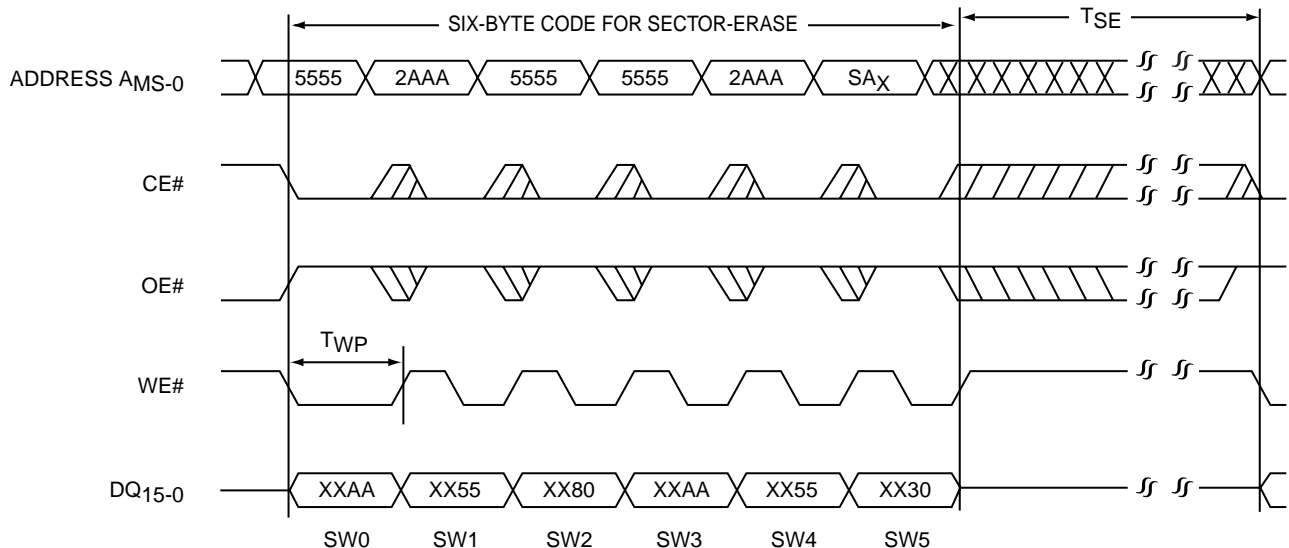 SIX-BYTE CODE FOR SECTOR-ERASE TSE
ADDRESS AMS-0 5555 2AAA 5555 5555 2AAA SAX
CE#
OE#
TWP
WE#
DQ15-0 XXAA XX55 XX80 XXAA XX55 XX30
SW0 SW1 SW2 SW3 SW4 SW5